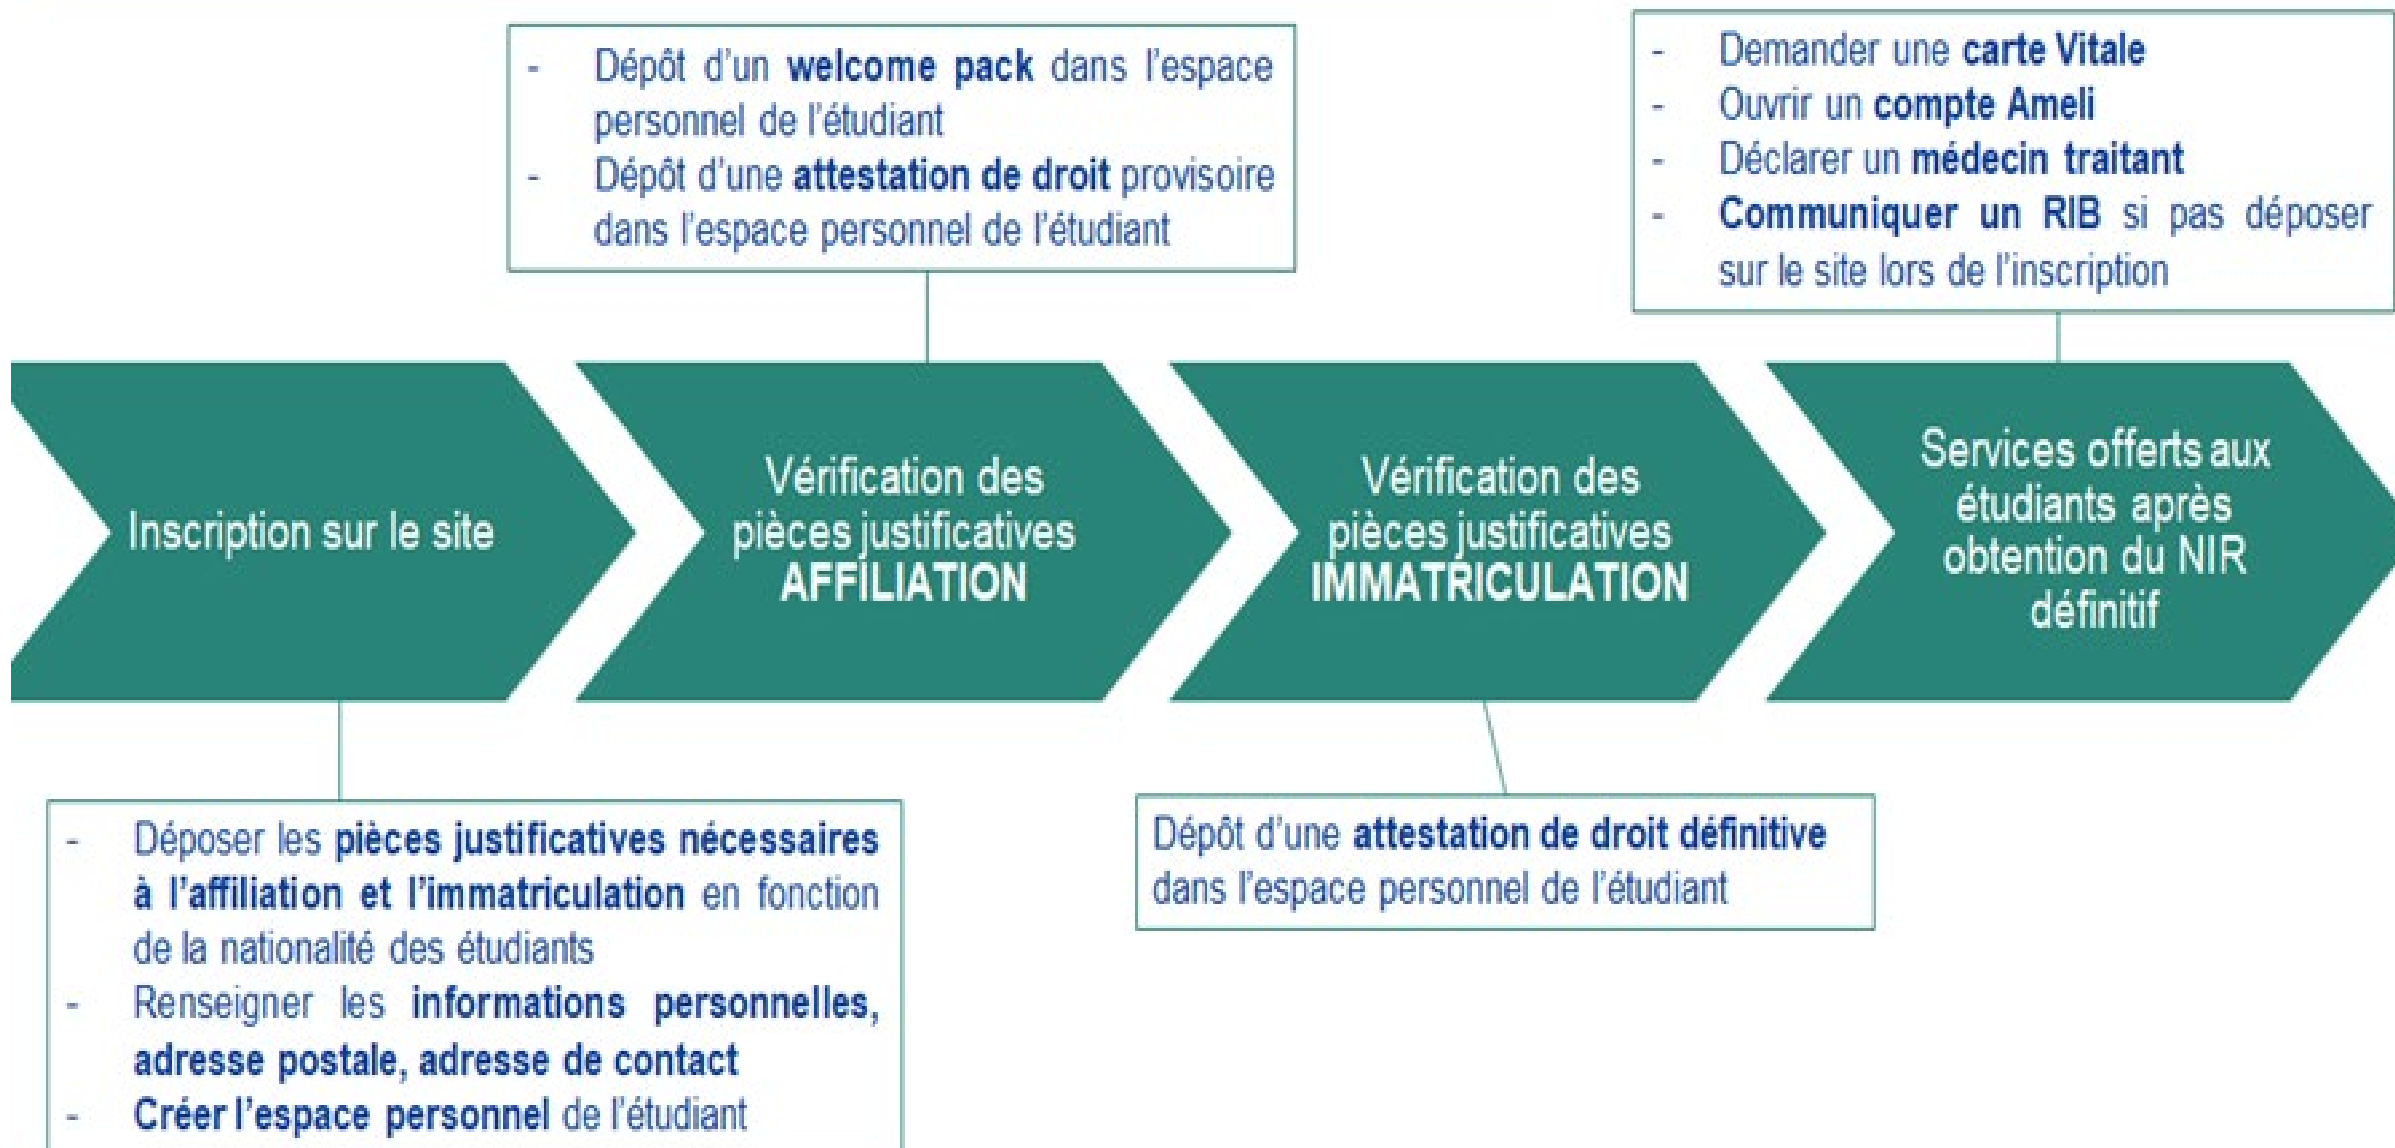 - Dépôt d'un welcome pack dans l'espace
personnel de l'étudiant
- Dépôt d'une attestation de droit provisoire
dans l'espace personnel de l'étudiant
- Demander une carte Vitale
- Ouvrir un compte Ameli
- Déclarer un médecin traitant
- Communiquer un RIB si pas déposer
sur le site lors de l'inscription
Inscription sur le site
Vérification des
pièces justificatives
AFFILIATION
Vérification des
pièces justificatives
IMMATRICULATION
Services offerts aux
étudiants après
obtention du NIR
définitif
- Déposer les pièces justificatives nécessaires
à l'affiliation et l'immatriculation en fonction
de la nationalité des étudiants
- Renseigner les informations personnelles,
adresse postale, adresse de contact
- Créer l'espace personnel de l'étudiant
Dépôt d'une attestation de droit définitive
dans l'espace personnel de l'étudiant